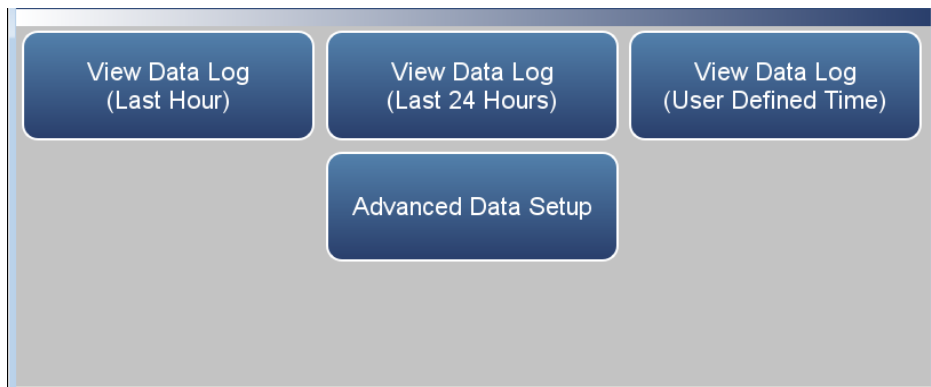 View Data Log
(Last Hour)
View Data Log
(Last 24 Hours)
View Data Log
(User Defined Time)
Advanced Data Setup